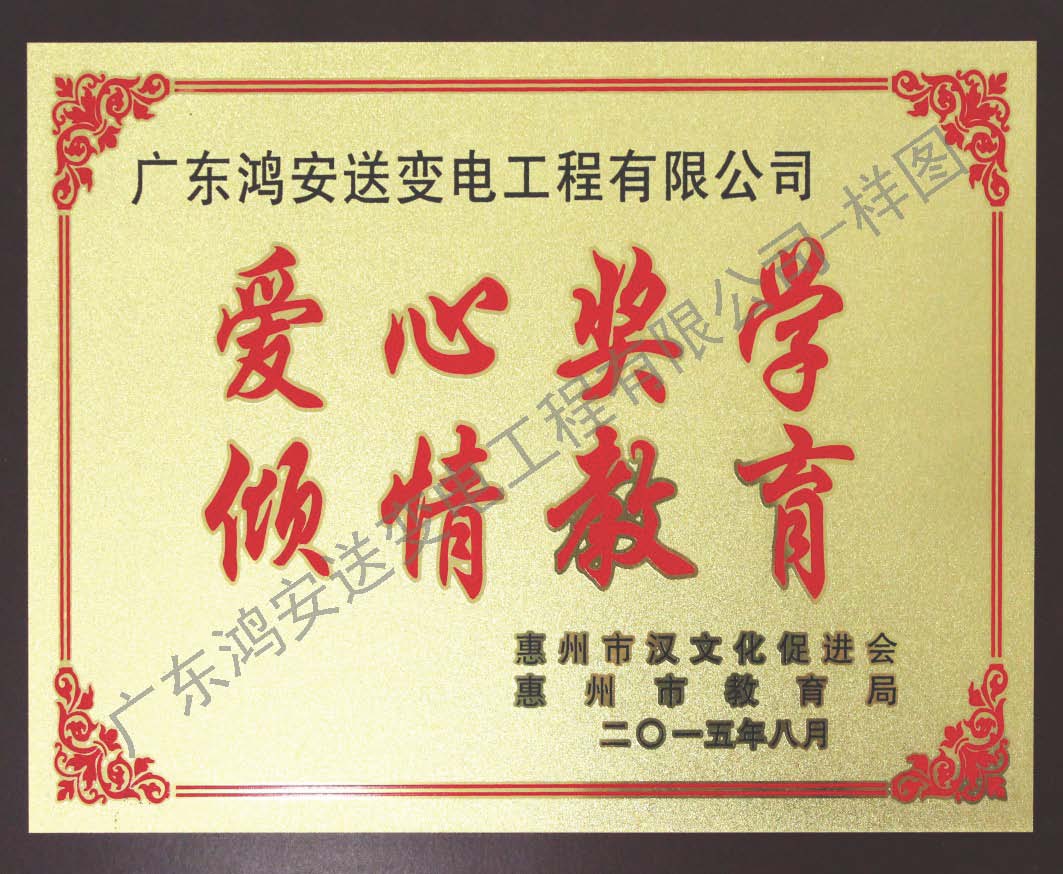 广东鸿安送变电工程有限公司
爱心奖学
倾情教育
惠州市汉文化促进会
惠州市教育局
二〇一五年八月
广东鸿安送变电工程有限公司-样图